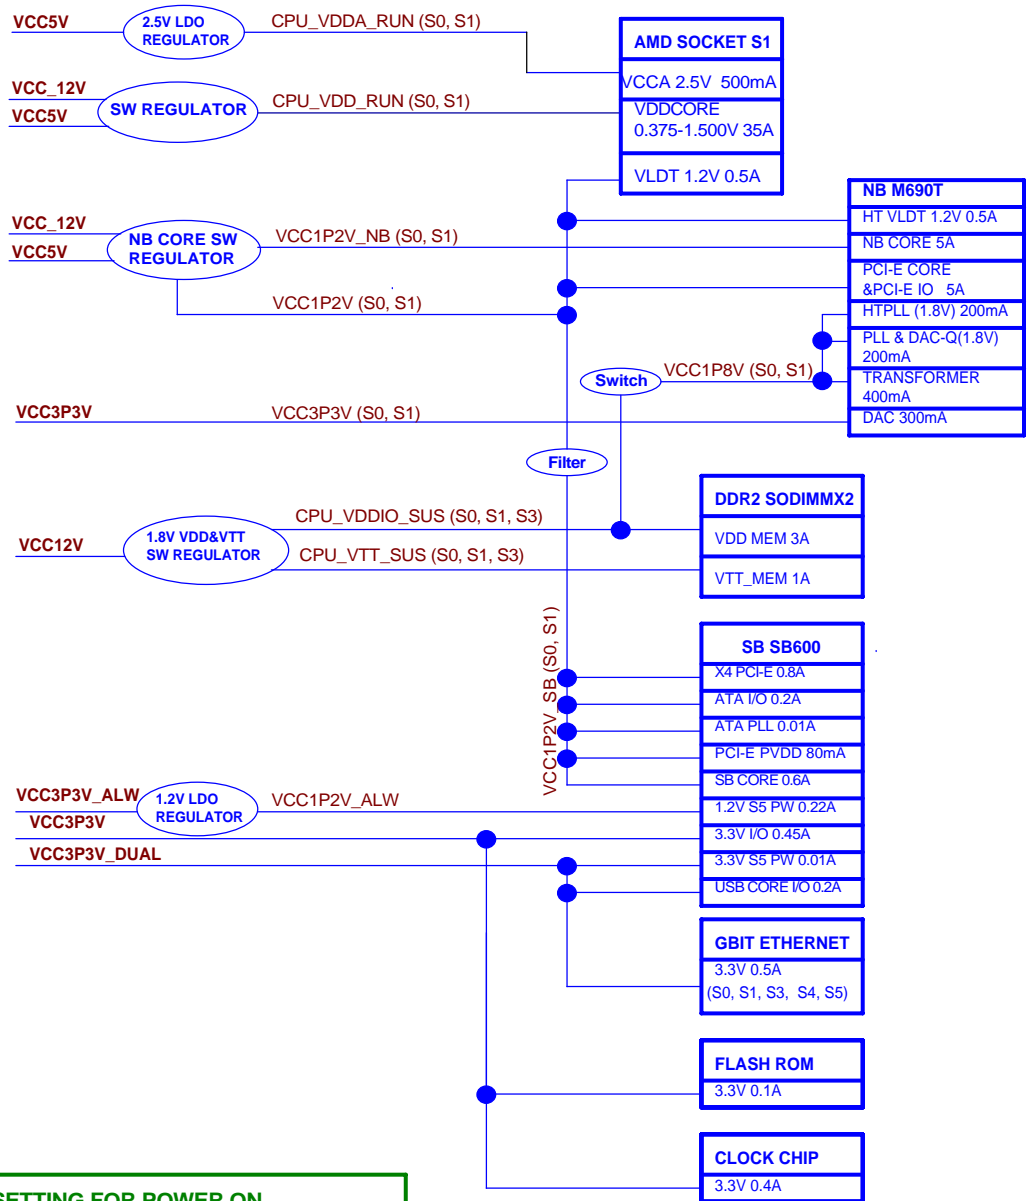 VCC5V
2.5V LDO
REGULATOR
CPU_VDDA_RUN (S0, S1)
AMD SOCKET S1
VCCA 2.5V 500mA
VDDCORE
0.375-1.500V 35A
VLDT 1.2V 0.5A
VCC_12V
VCC5V
SW REGULATOR
CPU_VDD_RUN (S0, S1)
NB M690T
HT VLDT 1.2V 0.5A
NB CORE 5A
PCI-E CORE
&PCI-E IO 5A
HTPLL (1.8V) 200mA
PLL & DAC-Q(1.8V)
200mA
TRANSFORMER
400mA
DAC 300mA
VCC_12V
VCC5V
NB CORE SW
REGULATOR
VCC1P2V_NB (S0, S1)
VCC1P2V (S0, S1)
Switch
VCC1P8V (S0, S1)
VCC3P3V
VCC3P3V (S0, S1)
Filter
DDR2 SODIMMX2
VDD MEM 3A
VTT_MEM 1A
VCC12V
1.8V VDD&VTT
SW REGULATOR
CPU_VDDIO_SUS (S0, S1, S3)
CPU_VTT_SUS (S0, S1, S3)
VCC1P2V_SB (S0, S1)
SB SB600
X4 PCI-E 0.8A
ATA I/O 0.2A
ATA PLL 0.01A
PCI-E PVDD 80mA
SB CORE 0.6A
1.2V S5 PW 0.22A
3.3V I/O 0.45A
3.3V S5 PW 0.01A
USB CORE I/O 0.2A
VCC3P3V_ALW
1.2V LDO
REGULATOR
VCC1P2V_ALW
VCC3P3V
VCC3P3V_DUAL
GBIT ETHERNET
3.3V 0.5A
(S0, S1, S3, S4, S5)
FLASH ROM
3.3V 0.1A
CLOCK CHIP
3.3V 0.4A
SETTING FOR POWER ON